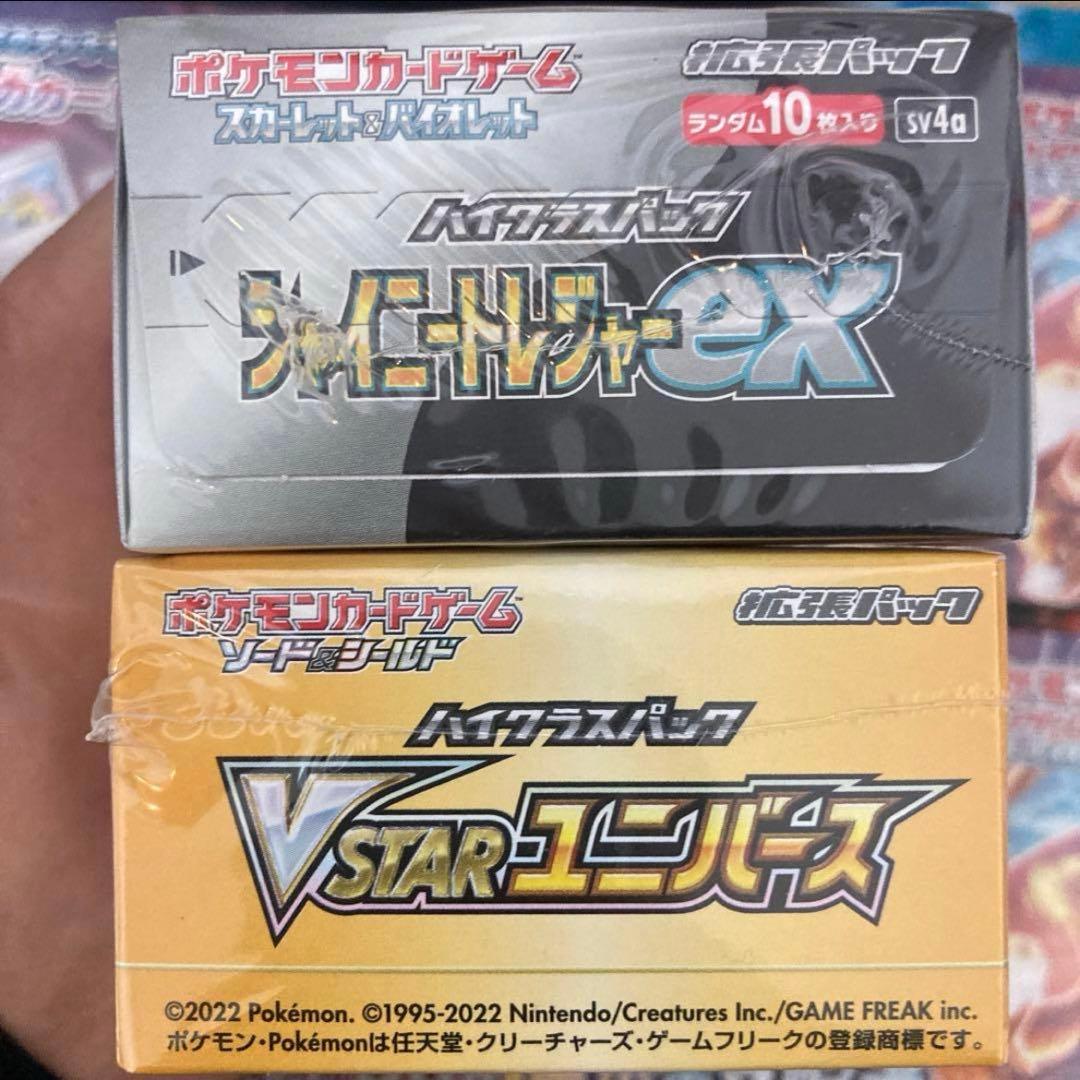 ポケモンカードゲーム
スカーレット&バイオレット
拡張パック
ランダム10枚入り
sv4a
ハイクラスパック
シャイニートレジャーex
ポケモンカードゲーム
ソード&シールド
拡張パック
ハイクラスパック
VSTARユニバース
©2022 Pokémon. ©1995-2022 Nintendo/Creatures Inc./GAME FREAK inc.
ポケモン・Pokémonは任天堂・クリーチャーズ・ゲームフリークの登録商標です。